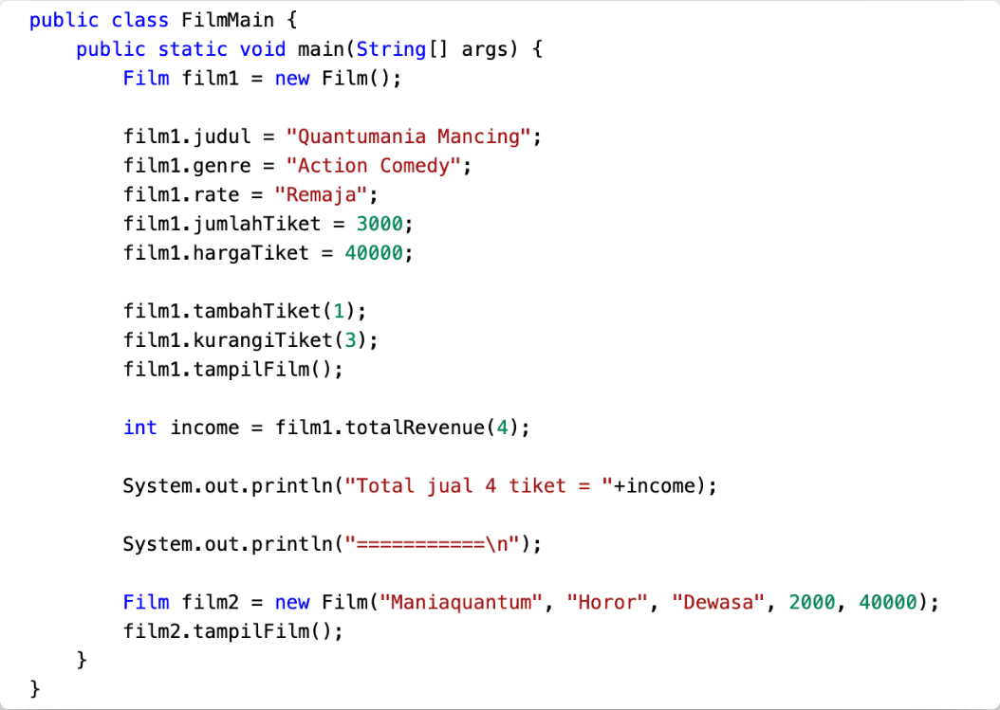 public class FilmMain {
    public static void main(String[] args) {
        Film film1 = new Film();

        film1.judul = "Quantumania Mancing";
        film1.genre = "Action Comedy";
        film1.rate = "Remaja";
        film1.jumlahTiket = 3000;
        film1.hargaTiket = 40000;

        film1.tambahTiket(1);
        film1.kurangiTiket(3);
        film1.tampilFilm();

        int income = film1.totalRevenue(4);

        System.out.println("Total jual 4 tiket = "+income);

        System.out.println("===========\n");

        Film film2 = new Film("Maniaquantum", "Horor", "Dewasa", 2000, 40000);
        film2.tampilFilm();
    }
}